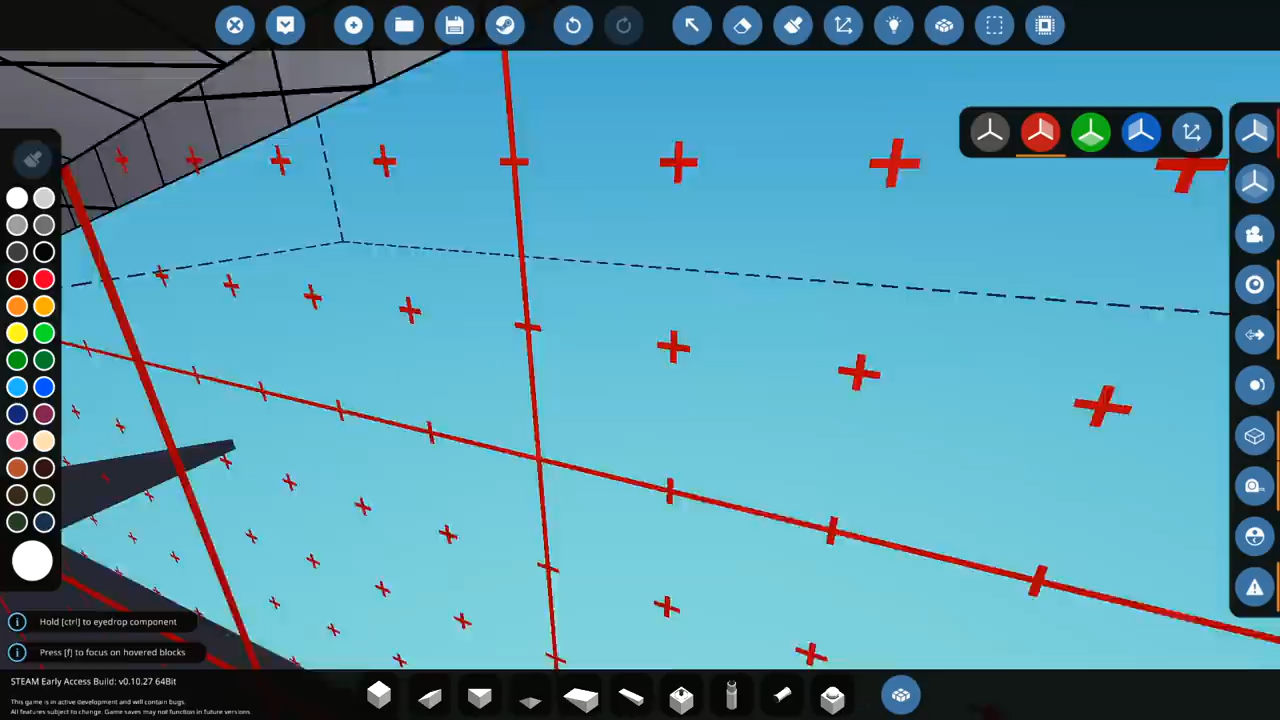 Hold [ctrl] to eyedrop component
Press [f] to focus on hovered blocks
STEAM Early Access Build: v0.10.27 64Bit
This game is in active development and will contain bugs.
All features subject to change. Game saves may not function in future versions.